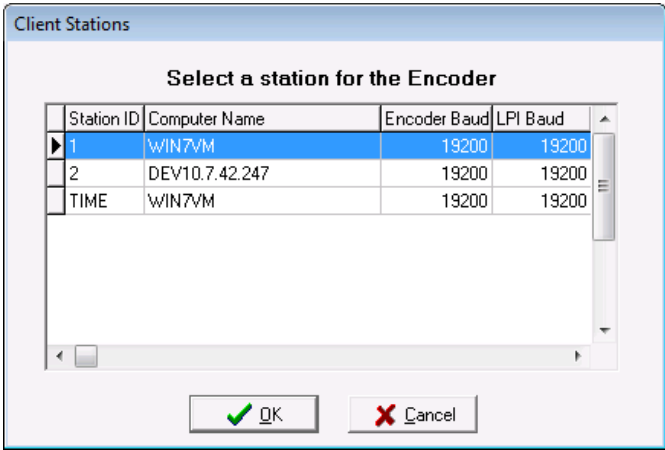 Client Stations
Select a station for the Encoder
Station ID Computer Name Encoder Baud LPI Baud
1 WIN7VM 19200 19200
2 DEV10.7.42.247 19200 19200
TIME WIN7VM 19200 19200
OK Cancel